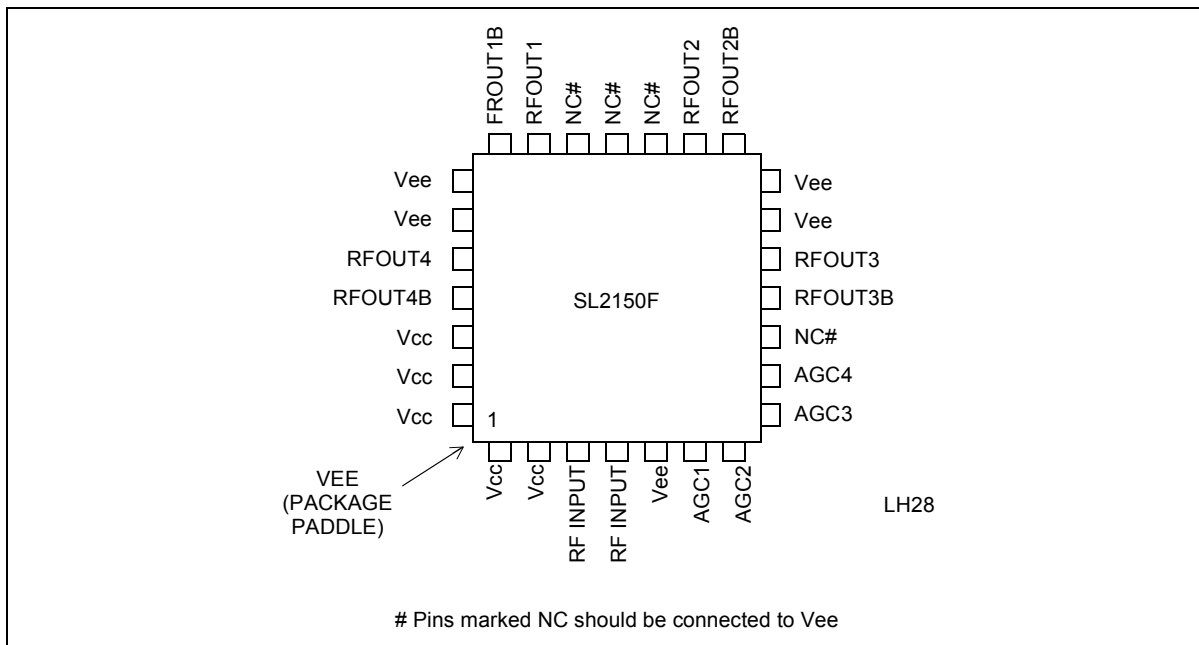 FROUT1B
RFOUT1
NC#
NC#
NC#
RFOUT2
RFOUT2B
Vee
Vee
RFOUT4
RFOUT4B
Vcc
Vcc
Vcc
SL2150F
1
Vee
Vee
RFOUT3
RFOUT3B
NC#
AGC4
AGC3
Vcc
Vcc
RF INPUT
RF INPUT
Vee
AGC1
AGC2
VEE
(PACKAGE
PADDLE)
LH28
# Pins marked NC should be connected to Vee